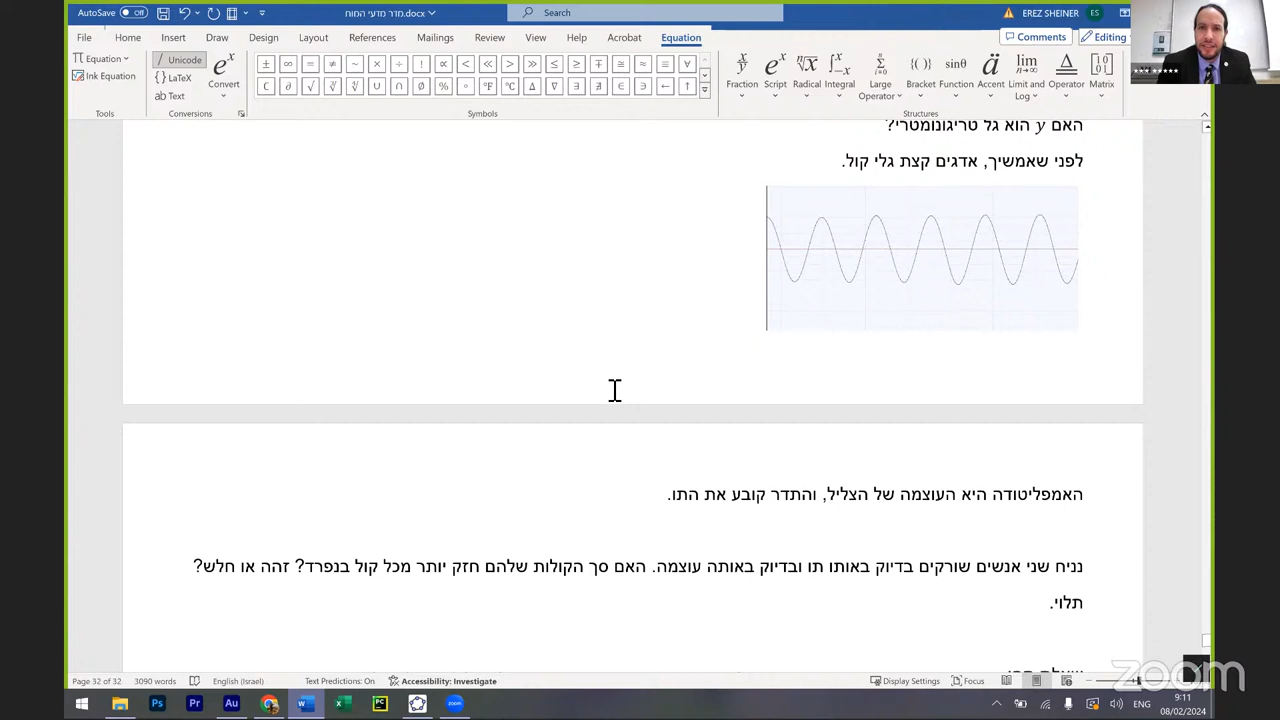 AutoSave Off מדר מדעי המוח.docx Search EREZ SHEINER ES
File Home Insert Draw Design Layout References Mailings Review View Help Acrobat Equation Comments Editing
Equation Unicode
Ink Equation {} LaTeX
ab Text
Convert
Fraction Script Radical Integral Large Operator Bracket Function Accent Limit and Log Operator Matrix
± ∞ = ≠ ~ × ÷ ! ∝ < ≪ > ≫ ≤ ≥ ∓ ≅ ≈ ≡ ∀
∁ ∂ √ ∛ ∜ ∪ ∩ ∅ % ° °F °C ∆ ∇ ∃ ∄ ∈ ∋ ← ↑
Tools Conversions Symbols Structures
האם y הוא גל טריגונומטרי?
לפני שאמשיך, אדגים קצת גלי קול.
האמפליטודה היא העוצמה של הצליל, והתדר קובע את התו.
נניח שני אנשים שורקים בדיוק באותו תו ובדיוק באותה עוצמה. האם סך הקולות שלהם חזק יותר מכל קול בנפרד? זהה או חלש?
תלוי.
Page 32 of 32 3090 words English (Israel) Text Predictions: On Accessibility: Investigate Display Settings Focus
zoom
9:11
ENG
08/02/2024